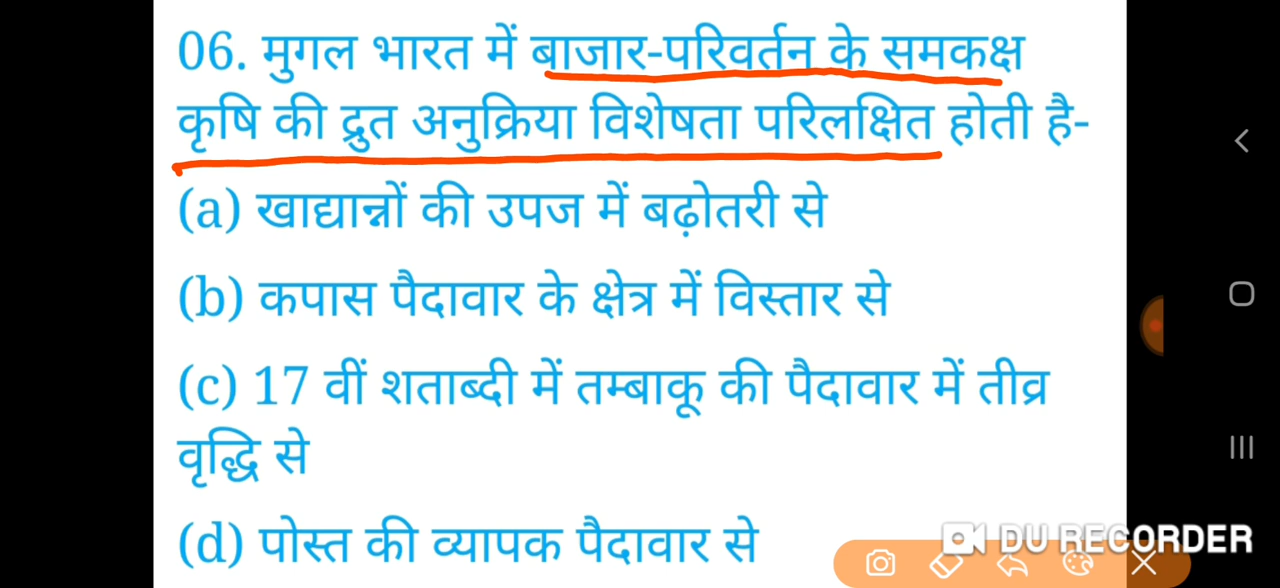 06. मुगल भारत में बाजार-परिवर्तन के समकक्ष
कृषि की द्रुत अनुक्रिया विशेषता परिलक्षित होती है-
(a) खाद्यान्नों की उपज में बढ़ोतरी से
(b) कपास पैदावार के क्षेत्र में विस्तार से
(c) 17 वीं शताब्दी में तम्बाकू की पैदावार में तीव्र
वृद्धि से
(d) पोस्त की व्यापक पैदावार से
DU RECORDER